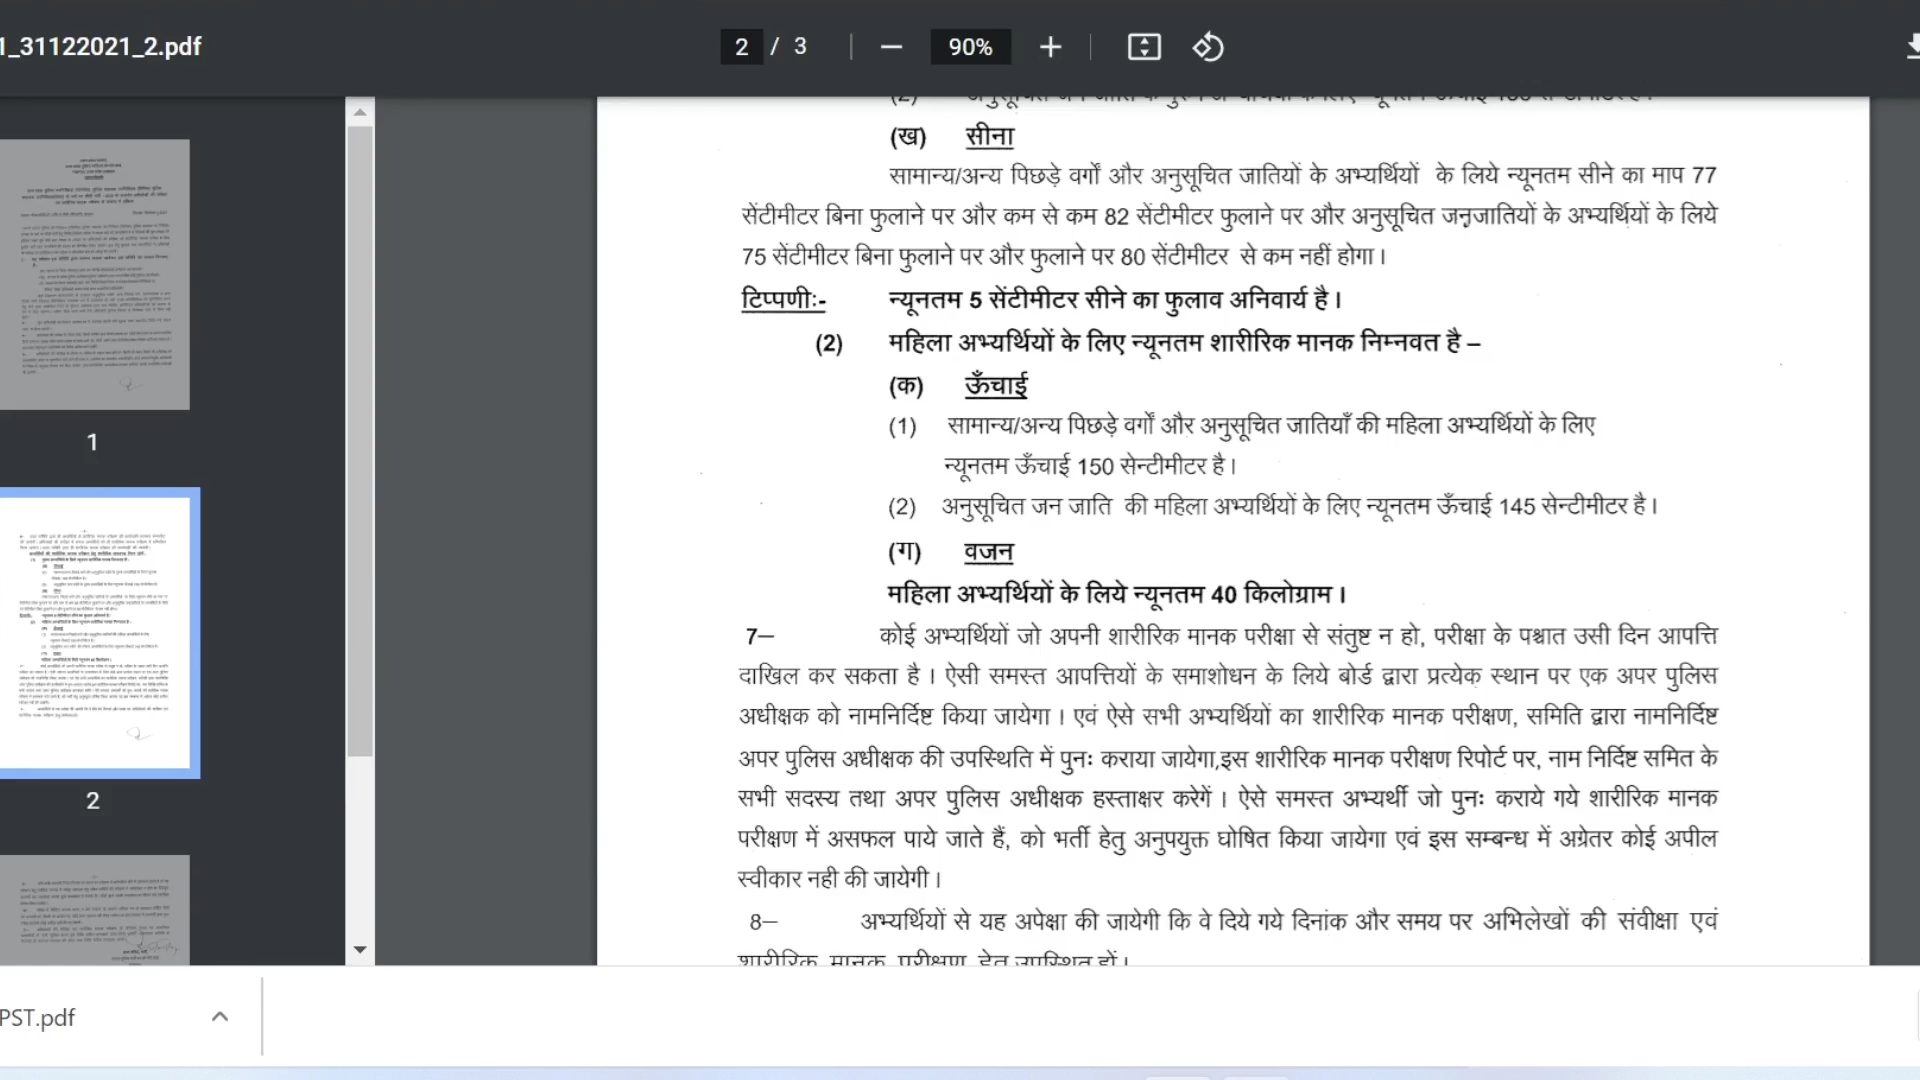 1_31122021_2.pdf
2 / 3
90%
(ख) सीना
सामान्य/अन्य पिछड़े वर्गों और अनुसूचित जातियों के अभ्यर्थियों के लिये न्यूनतम सीने का माप 77
सेंटीमीटर बिना फुलाने पर और कम से कम 82 सेंटीमीटर फुलाने पर और अनुसूचित जनजातियों के अभ्यर्थियों के लिये
75 सेंटीमीटर बिना फुलाने पर और फुलाने पर 80 सेंटीमीटर से कम नहीं होगा।
टिप्पणीः- न्यूनतम 5 सेंटीमीटर सीने का फुलाव अनिवार्य है।
(2) महिला अभ्यर्थियों के लिए न्यूनतम शारीरिक मानक निम्नवत है –
(क) ऊँचाई
(1) सामान्य/अन्य पिछड़े वर्गों और अनुसूचित जातियाँ की महिला अभ्यर्थियों के लिए
न्यूनतम ऊँचाई 150 सेन्टीमीटर है।
(2) अनुसूचित जन जाति की महिला अभ्यर्थियों के लिए न्यूनतम ऊँचाई 145 सेन्टीमीटर है।
(ग) वजन
महिला अभ्यर्थियों के लिये न्यूनतम 40 किलोग्राम।
7– कोई अभ्यर्थियों जो अपनी शारीरिक मानक परीक्षा से संतुष्ट न हो, परीक्षा के पश्चात उसी दिन आपत्ति
दाखिल कर सकता है। ऐसी समस्त आपत्तियों के समाशोधन के लिये बोर्ड द्वारा प्रत्येक स्थान पर एक अपर पुलिस
अधीक्षक को नामनिर्दिष्ट किया जायेगा। एवं ऐसे सभी अभ्यर्थियों का शारीरिक मानक परीक्षण, समिति द्वारा नामनिर्दिष्ट
अपर पुलिस अधीक्षक की उपस्थिति में पुनः कराया जायेगा,इस शारीरिक मानक परीक्षण रिपोर्ट पर, नाम निर्दिष्ट समित के
सभी सदस्य तथा अपर पुलिस अधीक्षक हस्ताक्षर करेगें। ऐसे समस्त अभ्यर्थी जो पुनः कराये गये शारीरिक मानक
परीक्षण में असफल पाये जाते हैं, को भर्ती हेतु अनुपयुक्त घोषित किया जायेगा एवं इस सम्बन्ध में अग्रेतर कोई अपील
स्वीकार नही की जायेगी।
8– अभ्यर्थियों से यह अपेक्षा की जायेगी कि वे दिये गये दिनांक और समय पर अभिलेखों की संवीक्षा एवं
शारीरिक मानक परीक्षण हेतु उपस्थित हों।
1
2
PST.pdf